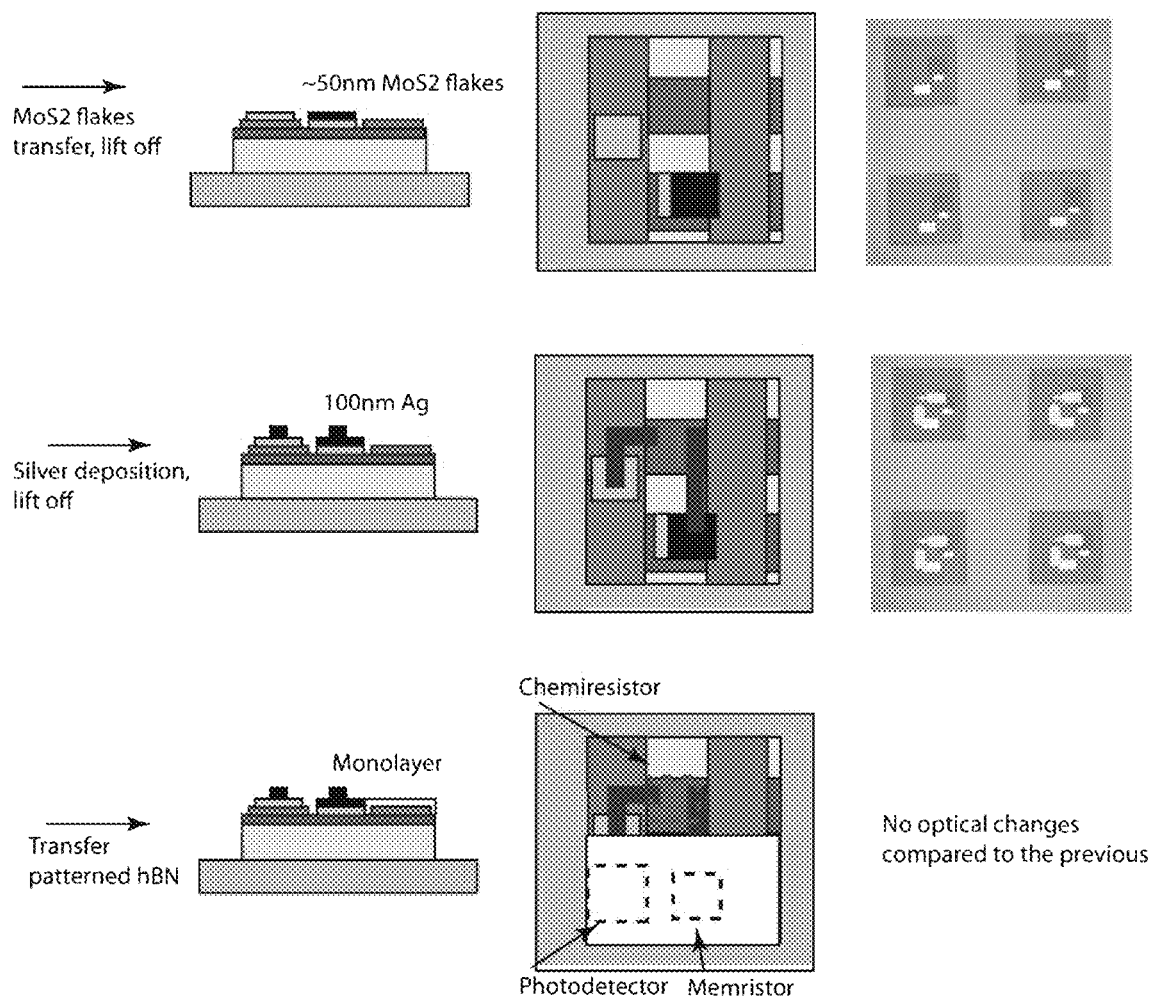 ~50nm MoS2 flakes
MoS2 flakes
transfer, lift off
100nm Ag
Silver deposition,
lift off
Chemiresistor
Monolayer
Transfer
patterned hBN
No optical changes
compared to the previous
Photodetector
Memristor